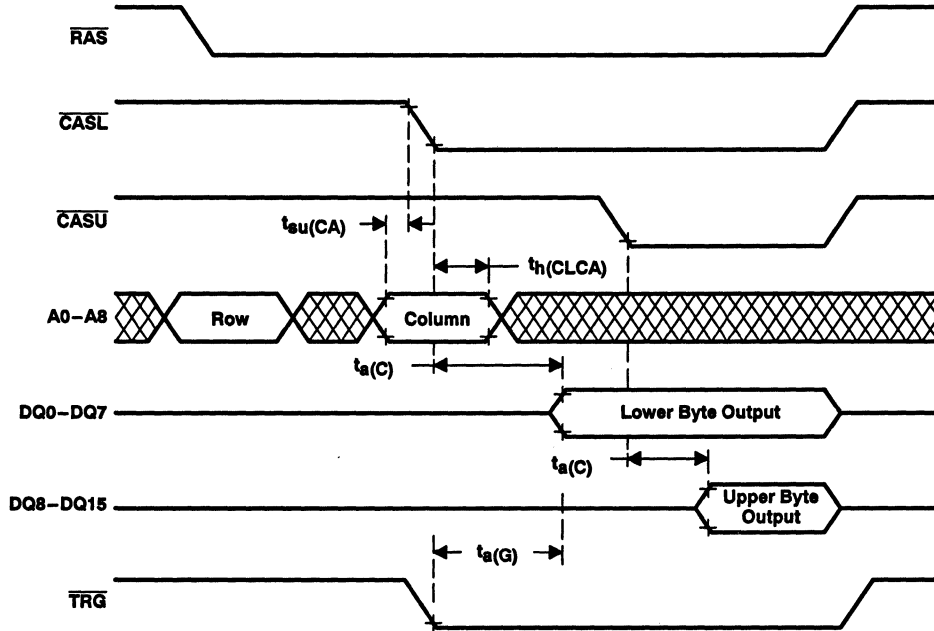 RAS
CASL
CASU
tsu(CA)
th(CLCA)
A0–A8
Row
Column
ta(C)
DQ0–DQ7
Lower Byte Output
ta(C)
DQ8–DQ15
Upper Byte
Output
ta(G)
TRG